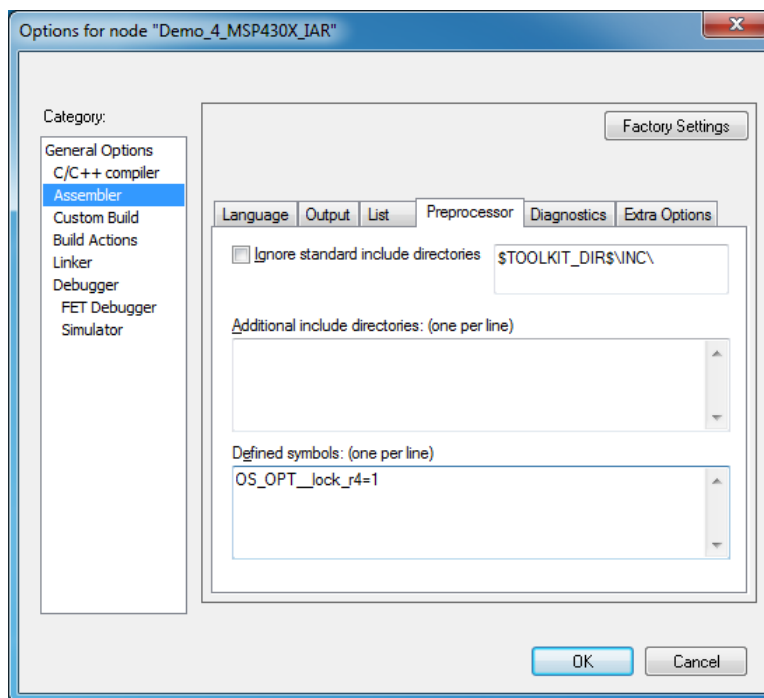 Options for node "Demo_4_MSP430X_IAR"
Category:
Factory Settings
General Options
C/C++ compiler
Assembler
Custom Build
Build Actions
Linker
Debugger
FET Debugger
Simulator
Language Output List Preprocessor Diagnostics Extra Options
Ignore standard include directories $TOOLKIT_DIR$\INC\
Additional include directories: (one per line)
Defined symbols: (one per line)
OS_OPT__lock_r4=1
OK Cancel